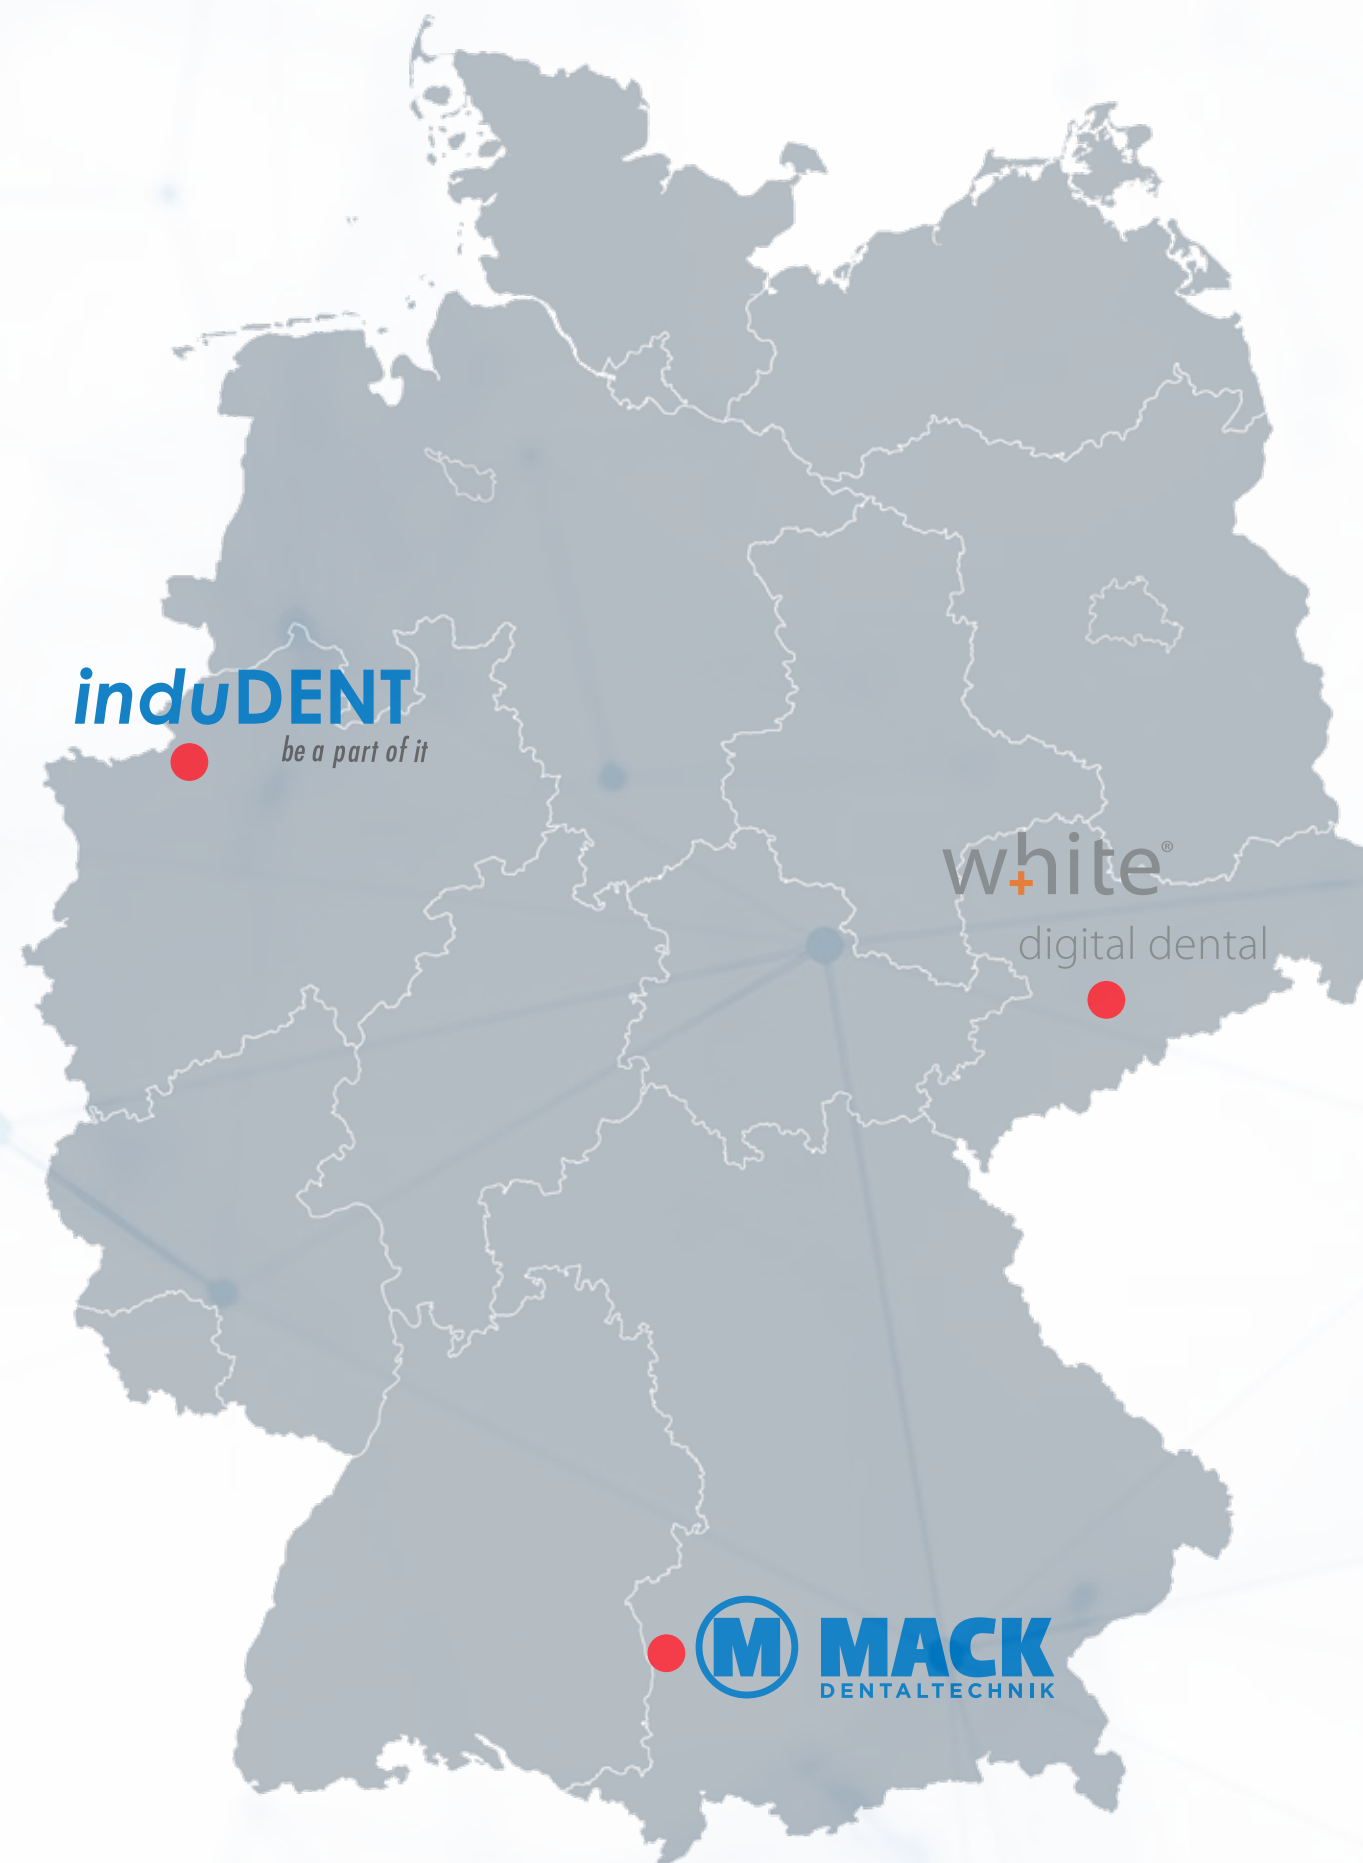 induDENT
be a part of it
white®
digital dental
M MACK
DENTALTECHNIK